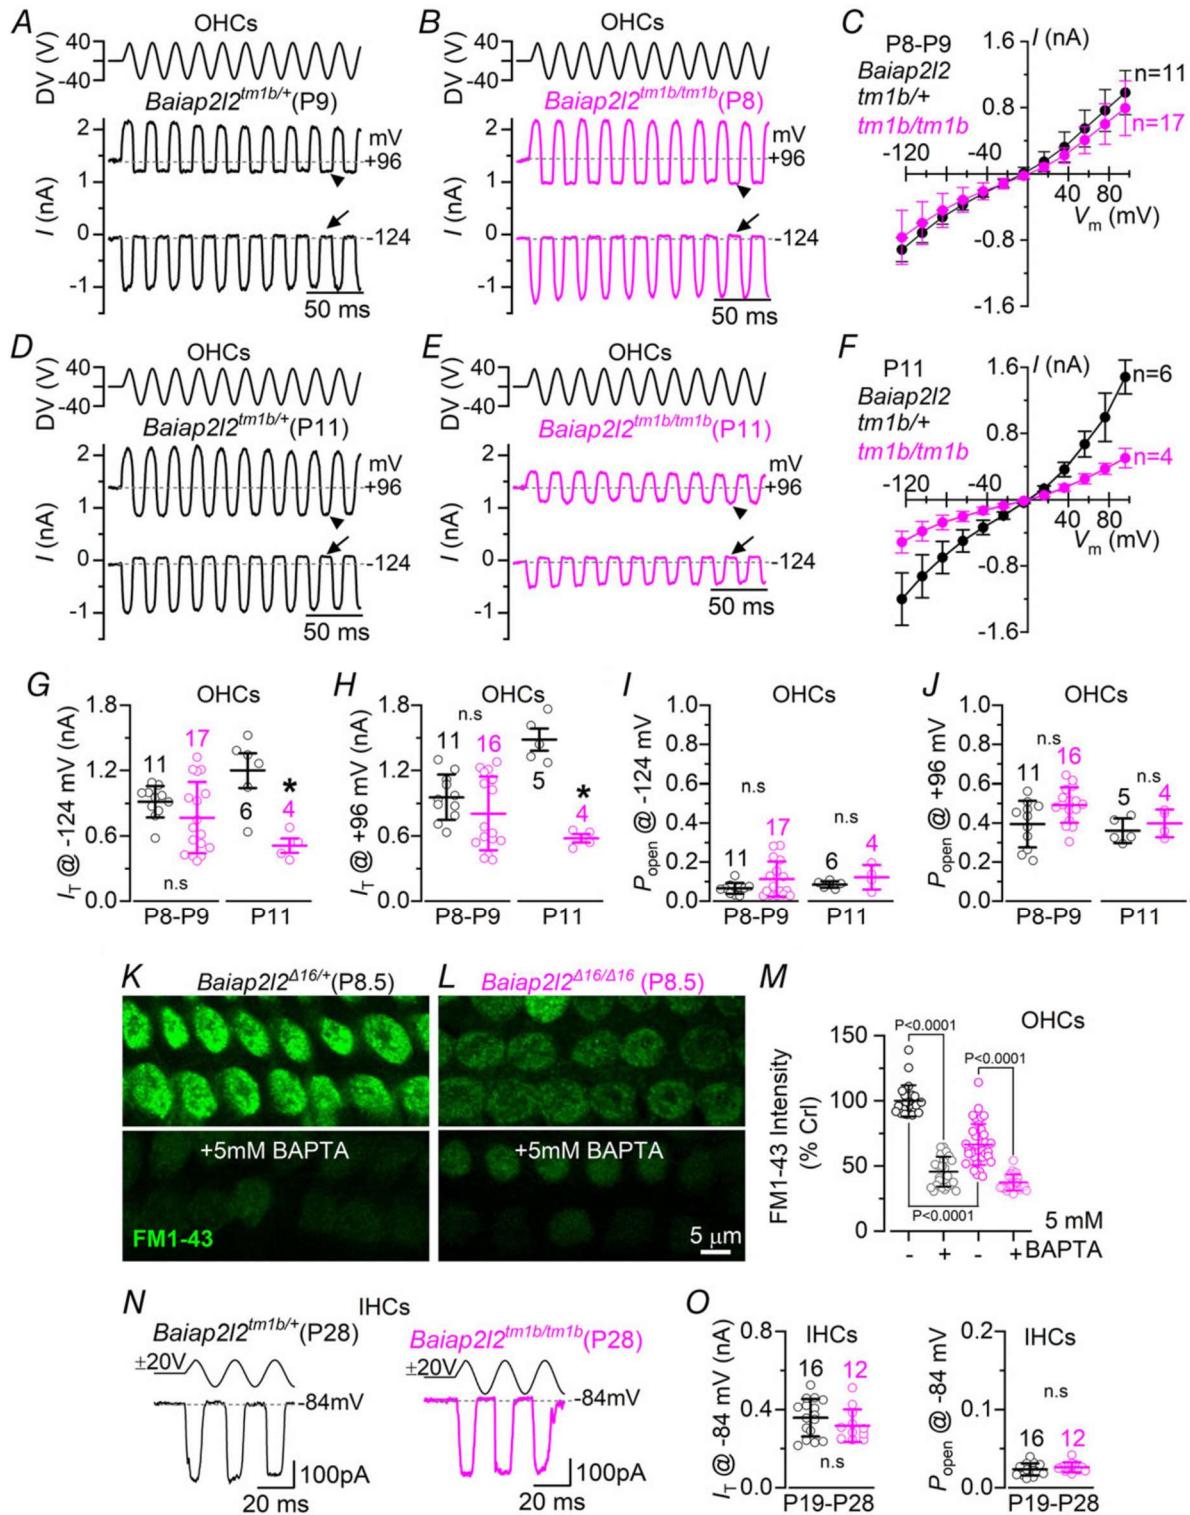 A
OHCs
DV (V)
40
-40
Baiap2l2tm1b/+(P9)
I (nA)
2
1
0
-1
mV
+96
-124
50 ms
B
OHCs
DV (V)
40
-40
Baiap2l2tm1b/tm1b(P8)
I (nA)
2
1
0
-1
mV
+96
-124
50 ms
C
P8-P9
Baiap2l2
tm1b/+
tm1b/tm1b
I (nA)
1.6
0.8
-0.8
-1.6
-120
-40
40
80
Vm (mV)
n=11
n=17
D
OHCs
DV (V)
40
-40
Baiap2l2tm1b/+(P11)
I (nA)
2
1
0
-1
mV
+96
-124
50 ms
E
OHCs
DV (V)
40
-40
Baiap2l2tm1b/tm1b(P11)
I (nA)
2
1
0
-1
mV
+96
-124
50 ms
F
P11
Baiap2l2
tm1b/+
tm1b/tm1b
I (nA)
1.6
0.8
-0.8
-1.6
-120
-40
40
80
Vm (mV)
n=6
n=4
G
OHCs
IT @ -124 mV (nA)
1.8
1.2
0.6
0.0
11
17
6
*
4
n.s
P8-P9
P11
H
OHCs
IT @ +96 mV (nA)
1.8
1.2
0.6
0.0
n.s
11
16
5
*
4
P8-P9
P11
I
OHCs
Popen @ -124 mV
1.0
0.8
0.6
0.4
0.2
0.0
n.s
11
17
n.s
6
4
P8-P9
P11
J
OHCs
Popen @ +96 mV
1.0
0.8
0.6
0.4
0.2
0.0
n.s
11
16
n.s
5
4
P8-P9
P11
K
Baiap2l2Δ16/+(P8.5)
+5mM BAPTA
FM1-43
L
Baiap2l2Δ16/Δ16 (P8.5)
+5mM BAPTA
5 μm
M
OHCs
FM1-43 Intensity
(% Crl)
150
100
50
0
P<0.0001
P<0.0001
P<0.0001
- + - +
5 mM
BAPTA
N
IHCs
Baiap2l2tm1b/+(P28)
±20V
-84mV
100pA
20 ms
Baiap2l2tm1b/tm1b(P28)
±20V
-84mV
100pA
20 ms
O
IHCs
IT @ -84 mV (nA)
0.8
0.4
0.0
16
12
n.s
P19-P28
IHCs
Popen @ -84 mV
0.2
0.1
0.0
n.s
16
12
P19-P28